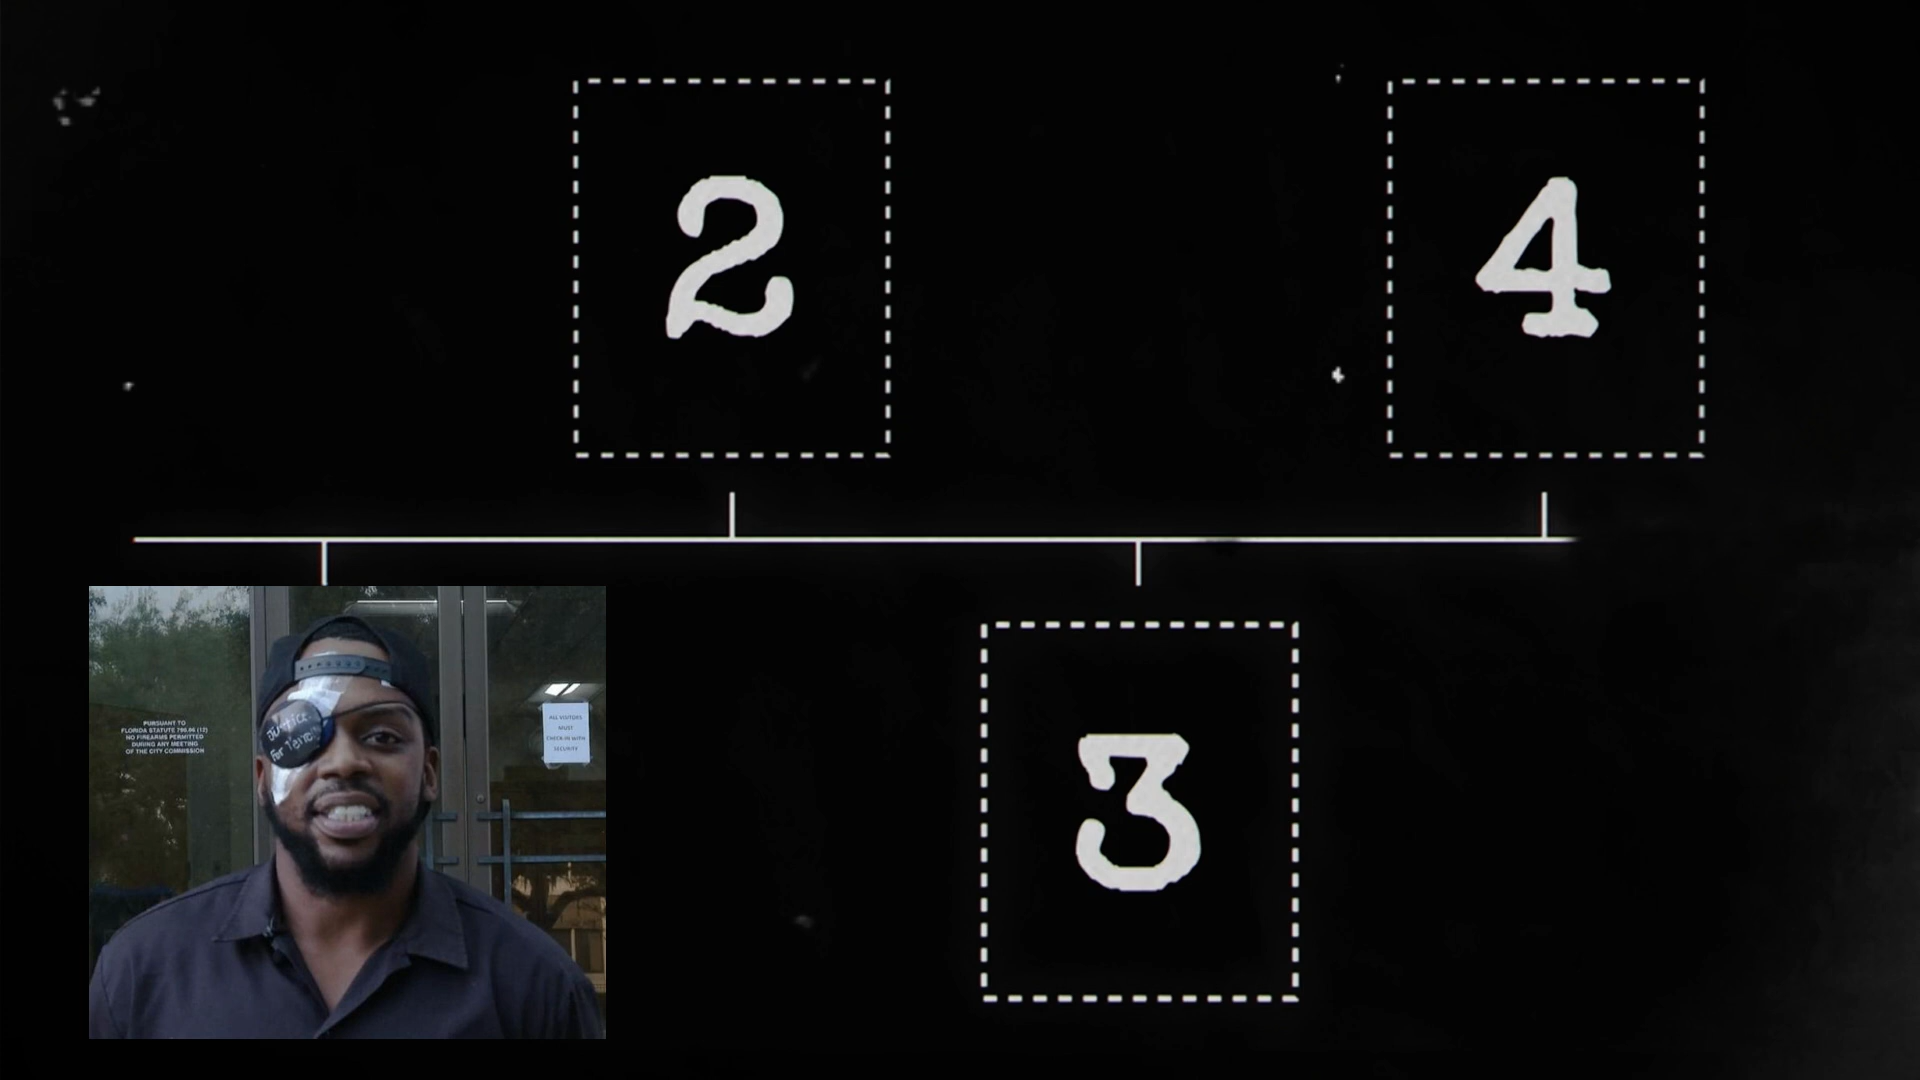 2
4
3
PURSUANT TO
FLORIDA STATUTE 790.06 (12)
NO FIREARMS PERMITTED
DURING ANY MEETING
OF THE CITY COMMISSION
Justice
for
ALL VISITORS
MUST
CHECK-IN WITH
SECURITY